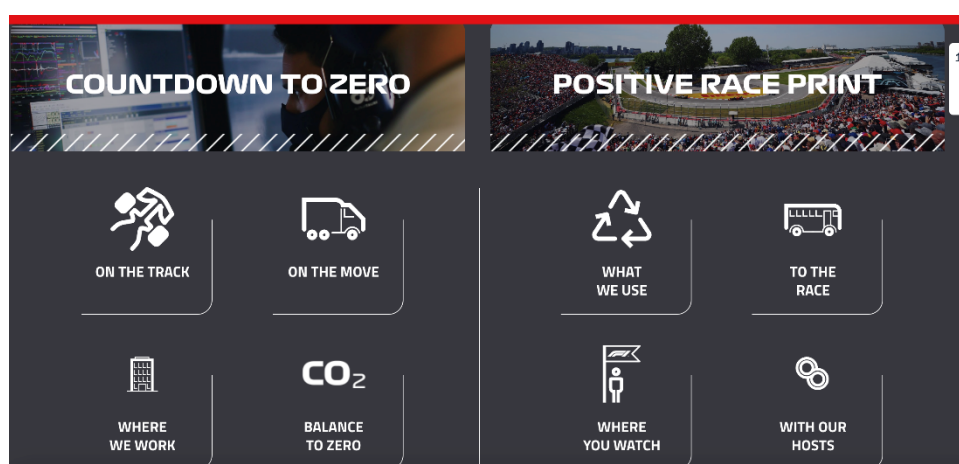 COUNTDOWN TO ZERO
POSITIVE RACE PRINT
ON THE TRACK
ON THE MOVE
WHERE
WE WORK
CO₂
BALANCE
TO ZERO
WHAT
WE USE
TO THE
RACE
F1
WHERE
YOU WATCH
WITH OUR
HOSTS